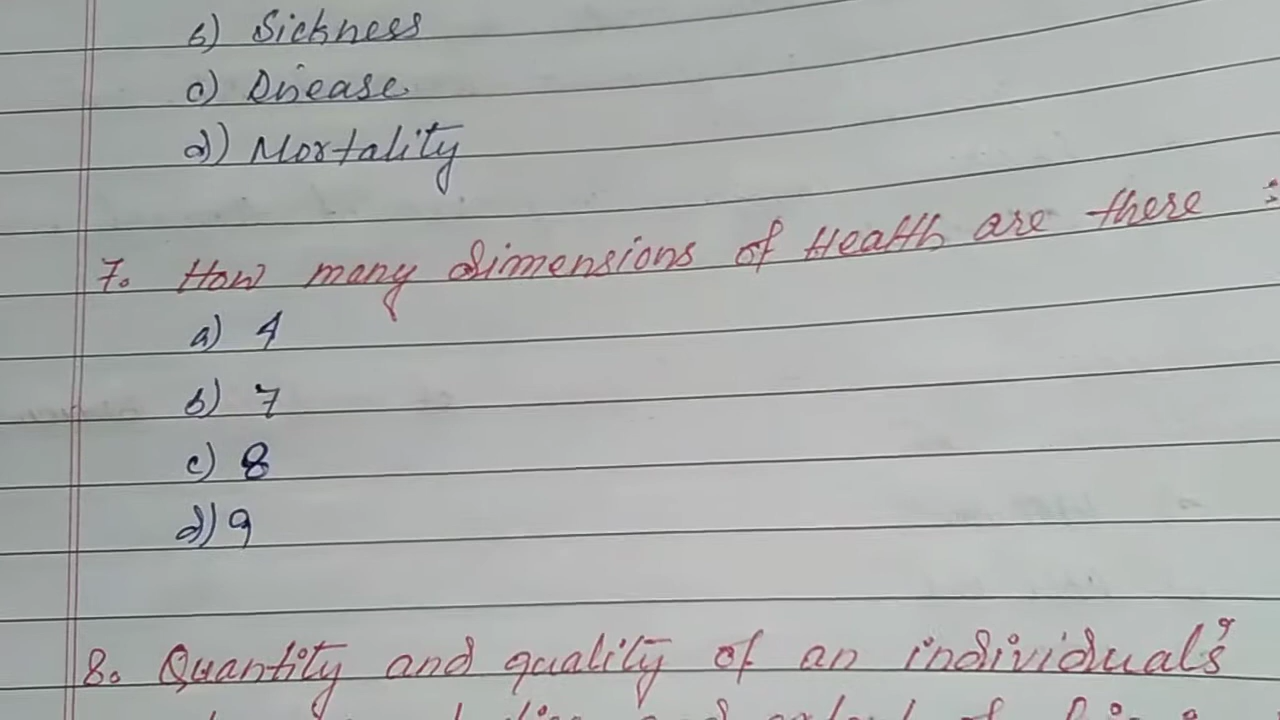 b) Sickness
c) Disease
d) Mortality
7. How many dimensions of Health are there :
a) 4
b) 7
c) 8
d) 9
8. Quantity and quality of an individual's